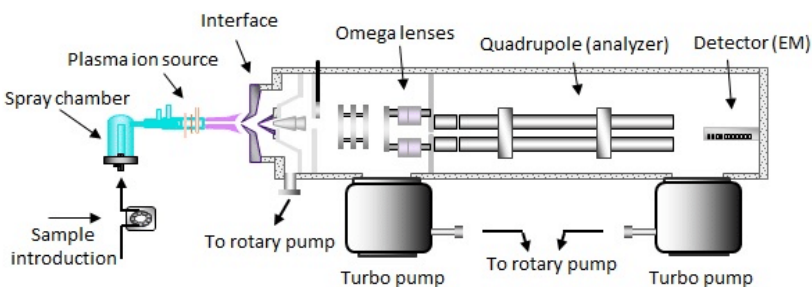 Interface
Omega lenses
Quadrupole (analyzer)
Detector (EM)
Plasma ion source
Spray chamber
Sample
introduction
To rotary pump
Turbo pump
To rotary pump
Turbo pump